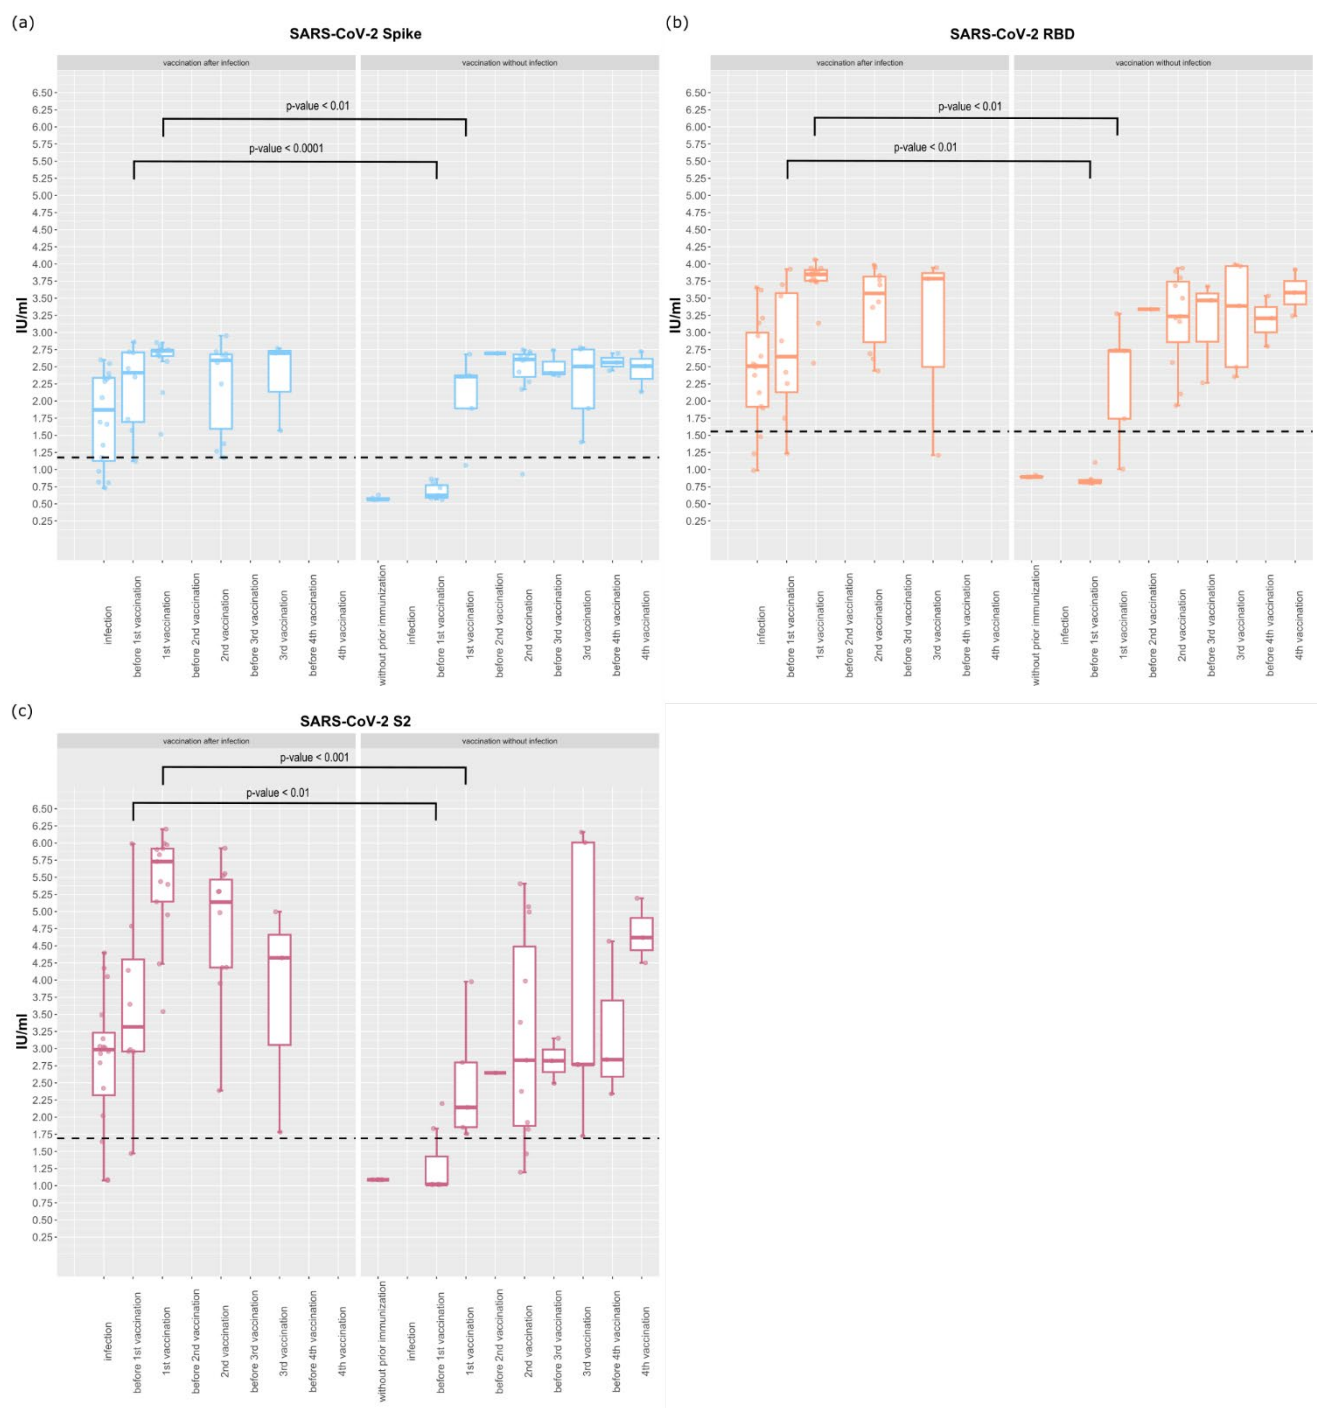 (a)
SARS-CoV-2 Spike
vaccination after infection
vaccination without infection
p-value < 0.01
p-value < 0.0001
IU/ml
6.50
6.25
6.00
5.75
5.50
5.25
5.00
4.75
4.50
4.25
4.00
3.75
3.50
3.25
3.00
2.75
2.50
2.25
2.00
1.75
1.50
1.25
1.00
0.75
0.50
0.25
infection
before 1st vaccination
1st vaccination
before 2nd vaccination
2nd vaccination
before 3rd vaccination
3rd vaccination
before 4th vaccination
4th vaccination
without prior immunization
infection
before 1st vaccination
1st vaccination
before 2nd vaccination
2nd vaccination
before 3rd vaccination
3rd vaccination
before 4th vaccination
4th vaccination
(b)
SARS-CoV-2 RBD
vaccination after infection
vaccination without infection
p-value < 0.01
p-value < 0.01
IU/ml
6.50
6.25
6.00
5.75
5.50
5.25
5.00
4.75
4.50
4.25
4.00
3.75
3.50
3.25
3.00
2.75
2.50
2.25
2.00
1.75
1.50
1.25
1.00
0.75
0.50
0.25
infection
before 1st vaccination
1st vaccination
before 2nd vaccination
2nd vaccination
before 3rd vaccination
3rd vaccination
before 4th vaccination
4th vaccination
without prior immunization
infection
before 1st vaccination
1st vaccination
before 2nd vaccination
2nd vaccination
before 3rd vaccination
3rd vaccination
before 4th vaccination
4th vaccination
(c)
SARS-CoV-2 S2
vaccination after infection
vaccination without infection
p-value < 0.001
p-value < 0.01
IU/ml
6.50
6.25
6.00
5.75
5.50
5.25
5.00
4.75
4.50
4.25
4.00
3.75
3.50
3.25
3.00
2.75
2.50
2.25
2.00
1.75
1.50
1.25
1.00
0.75
0.50
0.25
infection
before 1st vaccination
1st vaccination
before 2nd vaccination
2nd vaccination
before 3rd vaccination
3rd vaccination
before 4th vaccination
4th vaccination
without prior immunization
infection
before 1st vaccination
1st vaccination
before 2nd vaccination
2nd vaccination
before 3rd vaccination
3rd vaccination
before 4th vaccination
4th vaccination